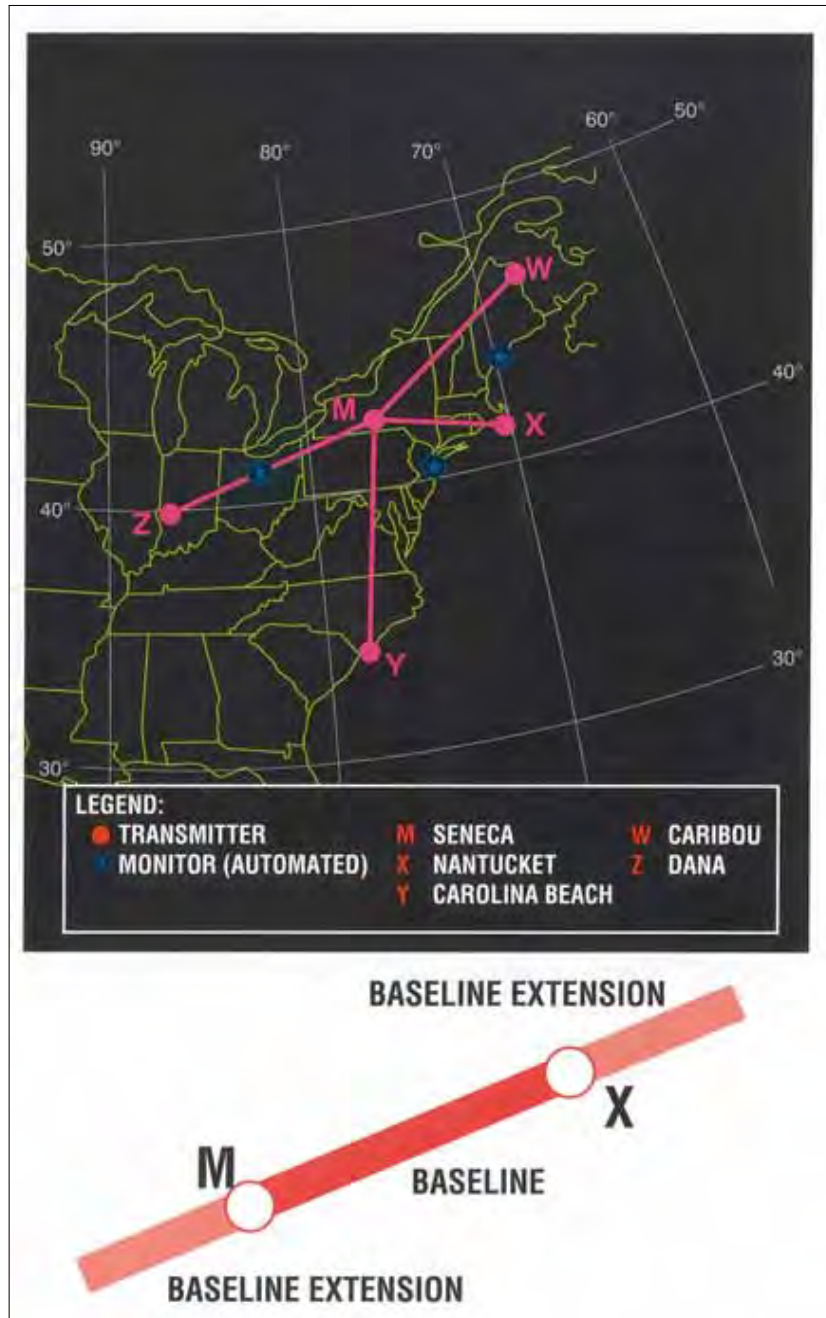 60°
50°
90°
80°
70°
50°
W
40°
M
X
Z
40°
Y
30°
30°
LEGEND:
TRANSMITTER
MONITOR (AUTOMATED)
M SENECA
X NANTUCKET
Y CAROLINA BEACH
W CARIBOU
Z DANA
BASELINE EXTENSION
X
M
BASELINE
BASELINE EXTENSION